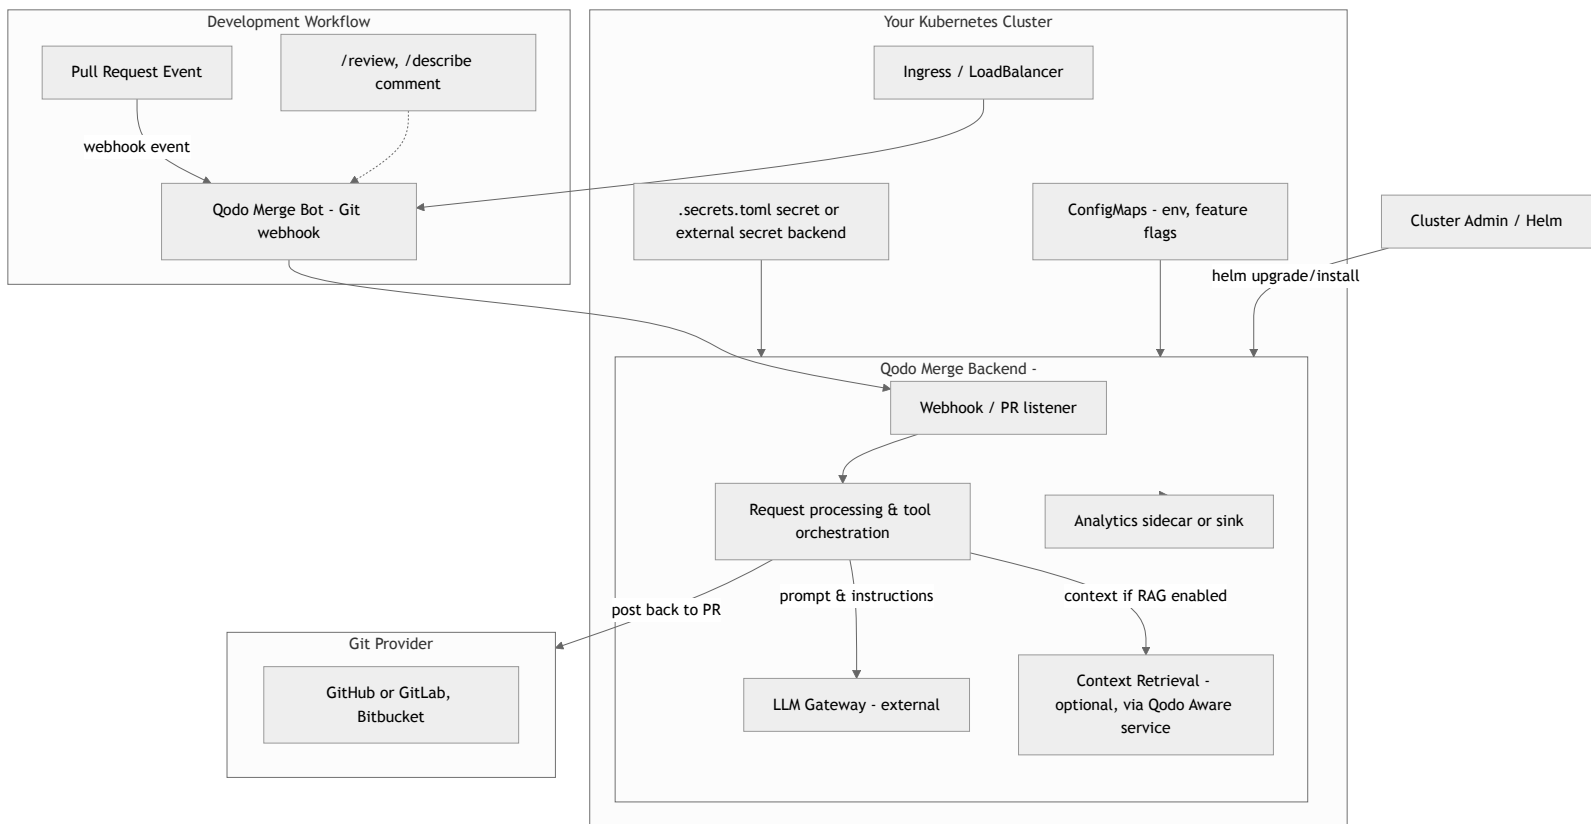 Development Workflow
Your Kubernetes Cluster
Pull Request Event
/review, /describe
comment
Ingress / LoadBalancer
webhook event
Qodo Merge Bot - Git
webhook
.secrets.toml secret or
external secret backend
ConfigMaps - env, feature
flags
Cluster Admin / Helm
helm upgrade/install
Qodo Merge Backend -
Webhook / PR listener
Request processing & tool
orchestration
Analytics sidecar or sink
post back to PR
prompt & instructions
context if RAG enabled
Git Provider
GitHub or GitLab,
Bitbucket
LLM Gateway - external
Context Retrieval -
optional, via Qodo Aware
service